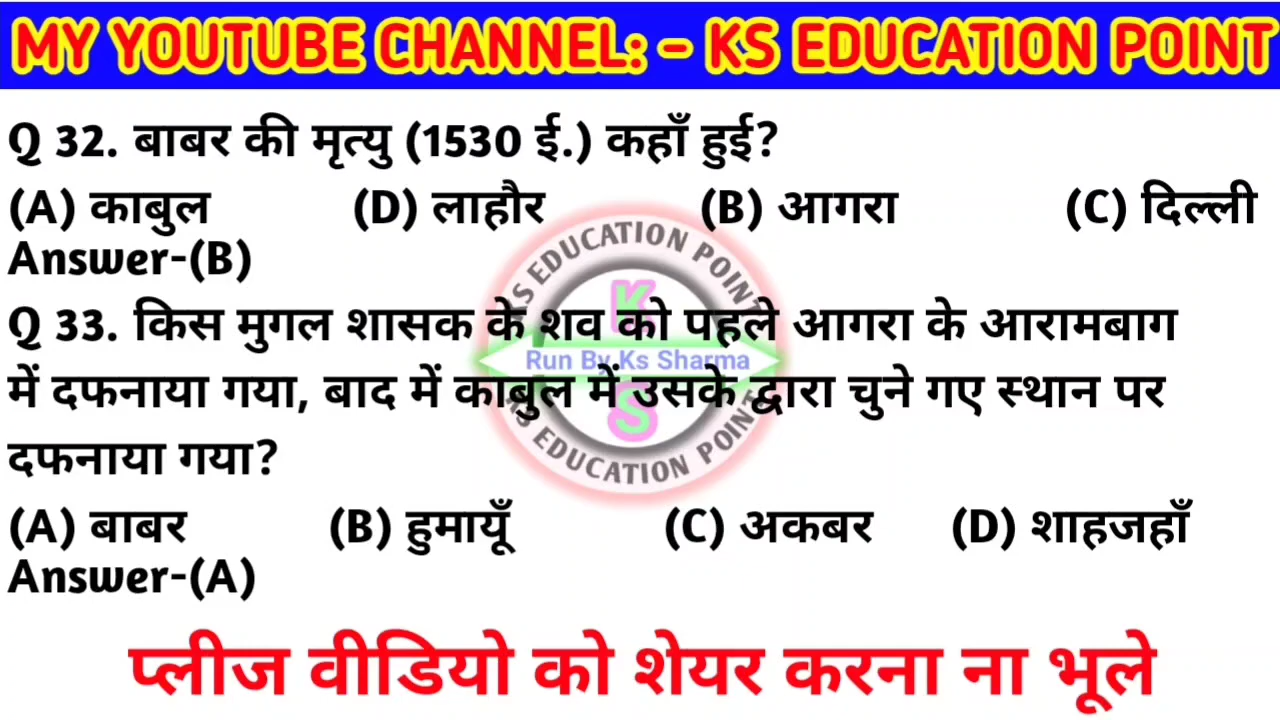 MY YOUTUBE CHANNEL: - KS EDUCATION POINT
Q 32. बाबर की मृत्यु (1530 ई.) कहाँ हुई?
(A) काबुल (D) लाहौर (B) आगरा (C) दिल्ली
Answer-(B)
KS EDUCATION POINT
K
Q 33. किस मुगल शासक के शव को पहले आगरा के आरामबाग
Run By Ks Sharma
में दफनाया गया, बाद में काबुल में उसके द्वारा चुने गए स्थान पर
S
KS EDUCATION POINT
दफनाया गया?
(A) बाबर (B) हुमायूँ (C) अकबर (D) शाहजहाँ
Answer-(A)
प्लीज वीडियो को शेयर करना ना भूले